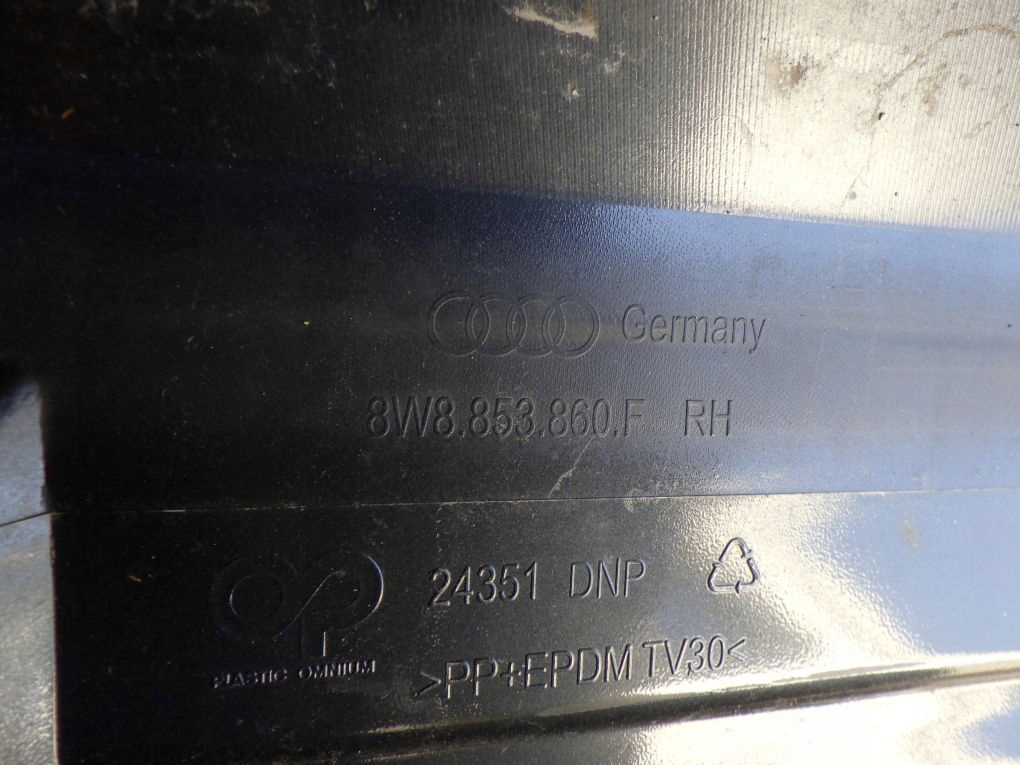 Germany
8W8.853.860.F RH
24351 DNP
PLASTIC OMNIUM
>PP+EPDM TV30<